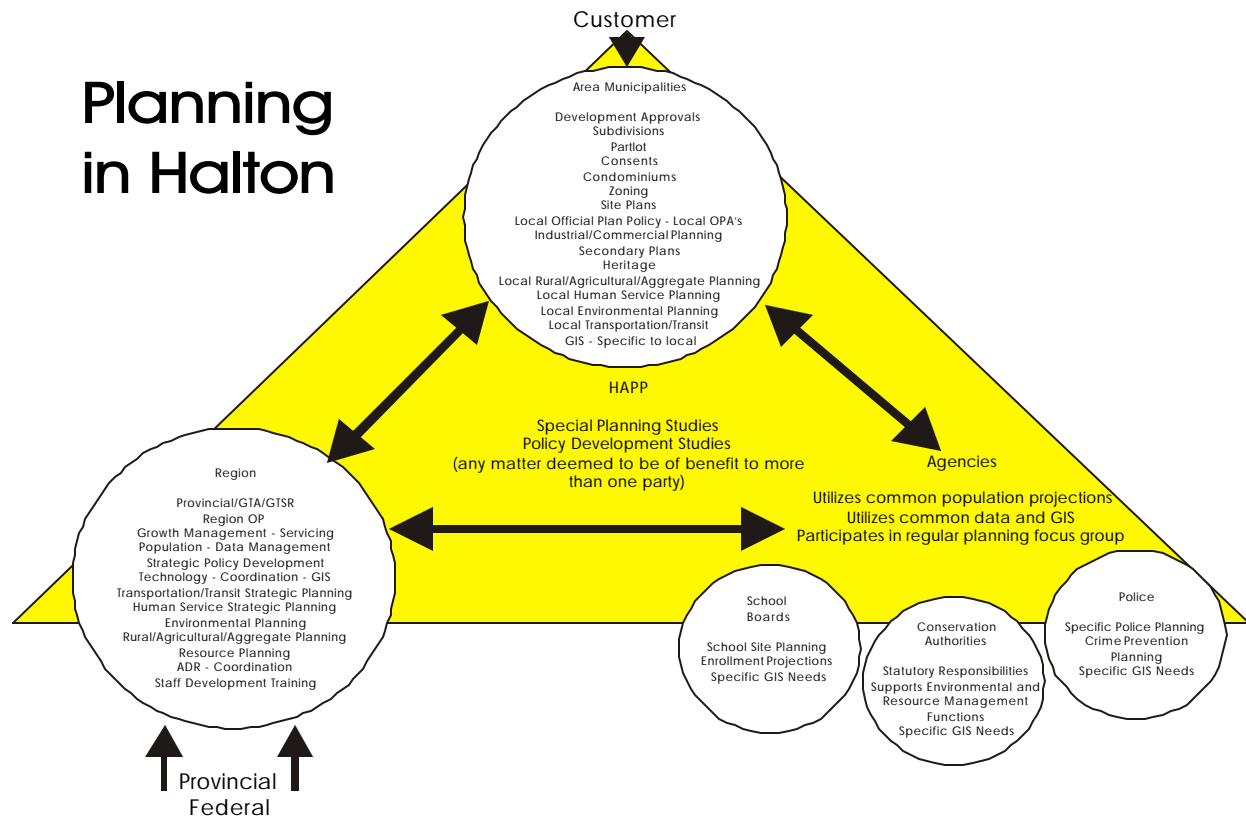 Customer
Planning
in Halton
Area Municipalities
Development Approvals
Subdivisions
Partlot
Consents
Condominiums
Zoning
Site Plans
Local Official Plan Policy - Local OPA's
Industrial/Commercial Planning
Secondary Plans
Heritage
Local Rural/Agricultural/Aggregate Planning
Local Human Service Planning
Local Environmental Planning
Local Transportation/Transit
GIS - Specific to local
HAPP
Special Planning Studies
Policy Development Studies
(any matter deemed to be of benefit to more
than one party)
Agencies
Utilizes common population projections
Utilizes common data and GIS
Participates in regular planning focus group
Region
Provincial/GTA/GTSR
Region OP
Growth Management - Servicing
Population - Data Management
Strategic Policy Development
Technology - Coordination - GIS
Transportation/Transit Strategic Planning
Human Service Strategic Planning
Environmental Planning
Rural/Agricultural/Aggregate Planning
Resource Planning
ADR - Coordination
Staff Development Training
School
Boards
School Site Planning
Enrollment Projections
Specific GIS Needs
Conservation
Authorities
Statutory Responsibilities
Supports Environmental and
Resource Management
Functions
Specific GIS Needs
Police
Specific Police Planning
Crime Prevention
Planning
Specific GIS Needs
Provincial
Federal